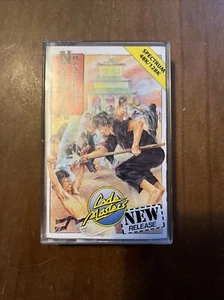 SPECTRUM
48K/128K
Code
Masters
NEW
RELEASE